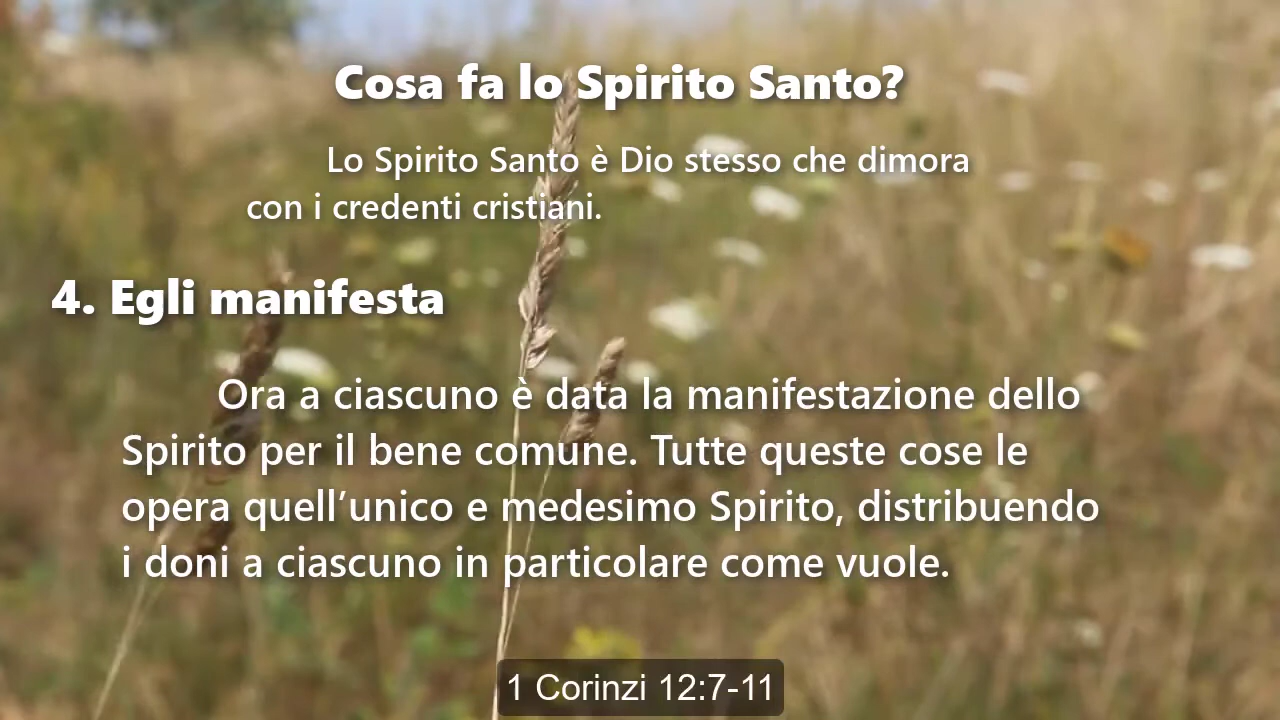 Cosa fa lo Spirito Santo?
Lo Spirito Santo è Dio stesso che dimora
con i credenti cristiani.
4. Egli manifesta
Ora a ciascuno è data la manifestazione dello
Spirito per il bene comune. Tutte queste cose le
opera quell’unico e medesimo Spirito, distribuendo
i doni a ciascuno in particolare come vuole.
1 Corinzi 12:7-11